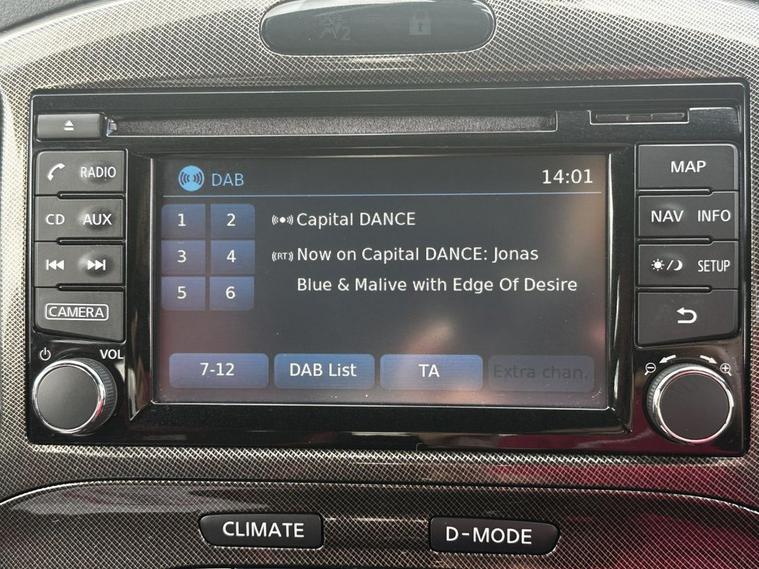 RADIO
CD AUX
CAMERA
VOL
DAB 14:01
1 2
3 4
5 6
Capital DANCE
(RT) Now on Capital DANCE: Jonas
Blue & Malive with Edge Of Desire
7-12 DAB List TA Extra chan.
MAP
NAV INFO
SETUP
CLIMATE D-MODE